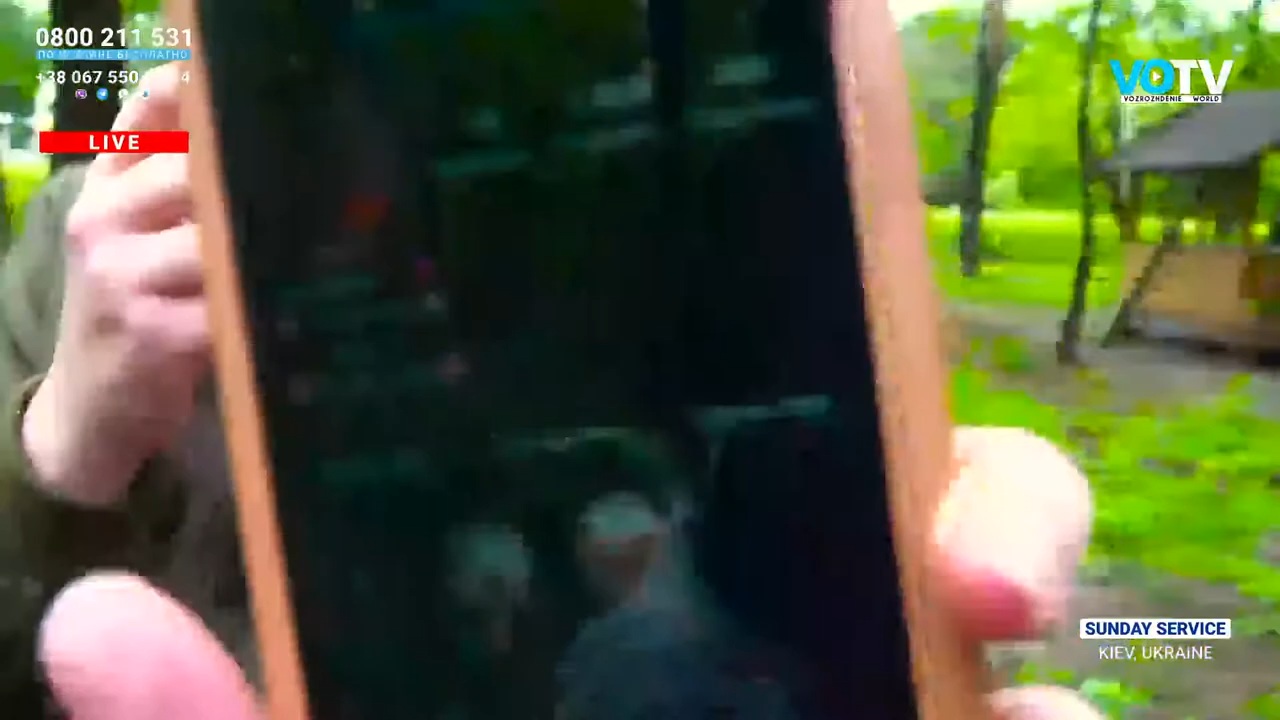 0800 211 531
LIVE
VOTV
VOZROZHDENIE WORLD
SUNDAY SERVICE
KIEV, UKRAINE
+38 067 550